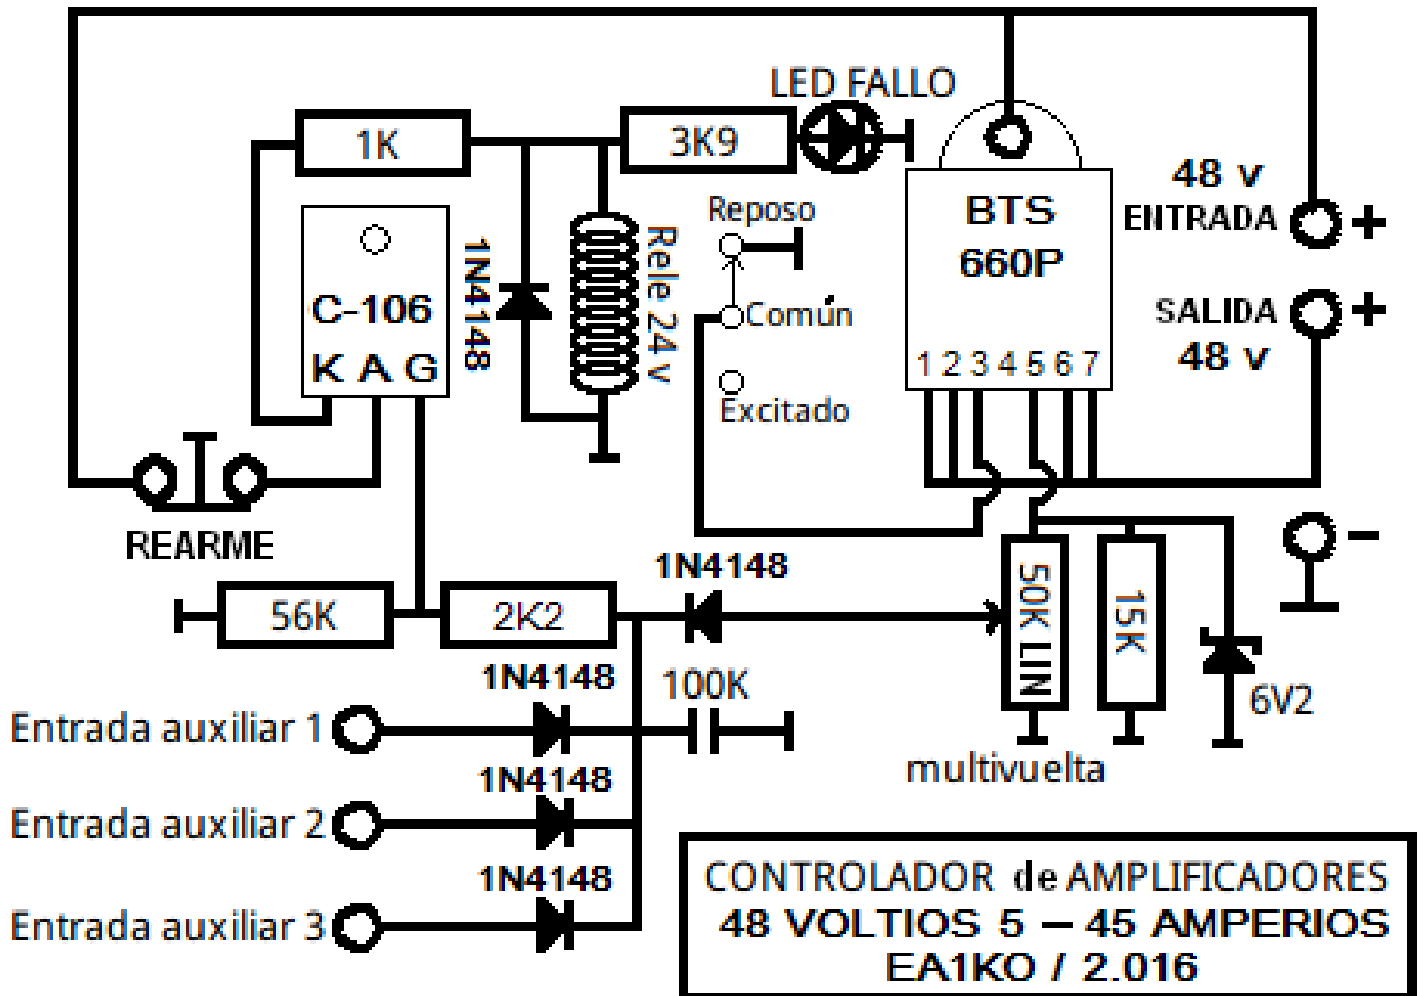 LED FALLO
1K
3K9
BTS
660P
48 v
ENTRADA
+
Reposo
C-106
K A G
1N4148
Rele 24 v
Común
Excitado
1 2 3 4 5 6 7
SALIDA
+
48 v
REARME
−
56K
2K2
1N4148
50K LIN
15K
6V2
multivuelta
1N4148
100K
Entrada auxiliar 1
1N4148
Entrada auxiliar 2
1N4148
Entrada auxiliar 3
CONTROLADOR de AMPLIFICADORES
48 VOLTIOS 5 – 45 AMPERIOS
EA1KO / 2.016